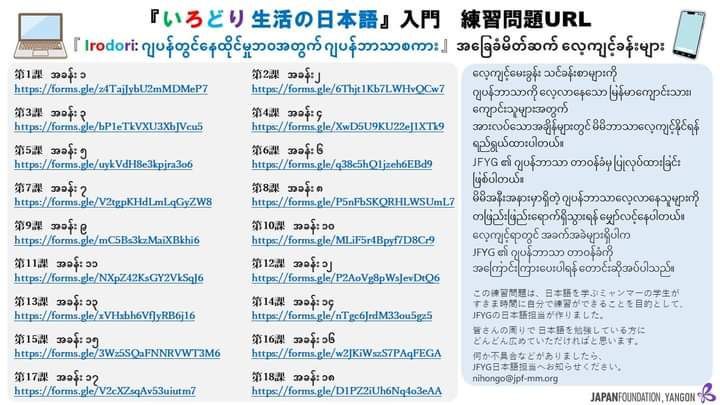 『いろどり 生活の日本語』入門　練習問題URL
『 Irodori: ဂျပန်တွင်နေထိုင်မှုဘဝအတွက် ဂျပန်ဘာသာစကား 』 အခြေခံမိတ်ဆက် လေ့ကျင့်ခန်းများ
第1課 အခန်း ၁
https://forms.gle/z4TajJybU2mMDMeP7
第2課 အခန်း ၂
https://forms.gle/6Thjt1Kb7LWHvQCw7
第3課 အခန်း ၃
https://forms.gle/bP1eTkVXU3XbJVcu5
第4課 အခန်း ၄
https://forms.gle/XwD5U9KU22eJ1XTk9
第5課 အခန်း ၅
https://forms.gle/uykVdH8e3kpjra3o6
第6課 အခန်း ၆
https://forms.gle/q38c5hQ1jzeh6EBd9
第7課 အခန်း ၇
https://forms.gle/V2tgpKHdLmLqGyZW8
第8課 အခန်း ၈
https://forms.gle/P5nFbSKQRHLWSUmL7
第9課 အခန်း ၉
https://forms.gle/mC5Bs3kzMaiXBkhi6
第10課 အခန်း ၁၀
https://forms.gle/MLiF5r4Bpyf7D8Cr9
第11課 အခန်း ၁၁
https://forms.gle/NXpZ42KsGY2VkSqJ6
第12課 အခန်း ၁၂
https://forms.gle/P2AoVg8pWsJevDtQ6
第13課 အခန်း ၁၃
https://forms.gle/xVHxbh6VfJyRB6j16
第14課 အခန်း ၁၄
https://forms.gle/nTgc6JrdM33ou5gz5
第15課 အခန်း ၁၅
https://forms.gle/3Wz5SQaFNNRVWT3M6
第16課 အခန်း ၁၆
https://forms.gle/w2JKiWszS7PAqFEGA
第17課 အခန်း ၁၇
https://forms.gle/V2cXZsqAv53uiutm7
第18課 အခန်း ၁၈
https://forms.gle/D1PZ2iUh6Nq4o3eAA
လေ့ကျင့်မေးခွန်း သင်ခန်းစာများကို
ဂျပန်ဘာသာကို လေ့လာနေသော မြန်မာကျောင်းသား၊
ကျောင်းသူများအတွက်
အားလပ်သောအချိန်များတွင် မိမိဘာသာလေ့ကျင့်နိုင်ရန်
ရည်ရွယ်ထားပါတယ်။
JFYG ၏ ဂျပန်ဘာသာ တာဝန်ခံမှ ပြုလုပ်ထားခြင်း
ဖြစ်ပါတယ်။
မိမိအနီးအနားမှာရှိတဲ့ ဂျပန်ဘာသာလေ့လာနေသူများကို
တဖြည်းဖြည်းရောက်ရှိသွားရန် မျှော်လင့်နေပါတယ်။
လေ့ကျင့်ရာတွင် အခက်အခဲများရှိပါက
JFYG ၏ ဂျပန်ဘာသာ တာဝန်ခံကို
အကြောင်းကြားပေးပါရန် တောင်းဆိုအပ်ပါသည်။
この練習問題は、日本語を学ぶミャンマーの学生が
すきま時間に自分で練習ができることを目的として、
JFYGの日本語担当が作りました。
皆さんの周りで日本語を勉強している方に
どんどん広めていただければと思います。
何か不具合などがありましたら、
JFYG日本語担当へお知らせください。
nihongo@jpf-mm.org
JAPANFOUNDATION, YANGON